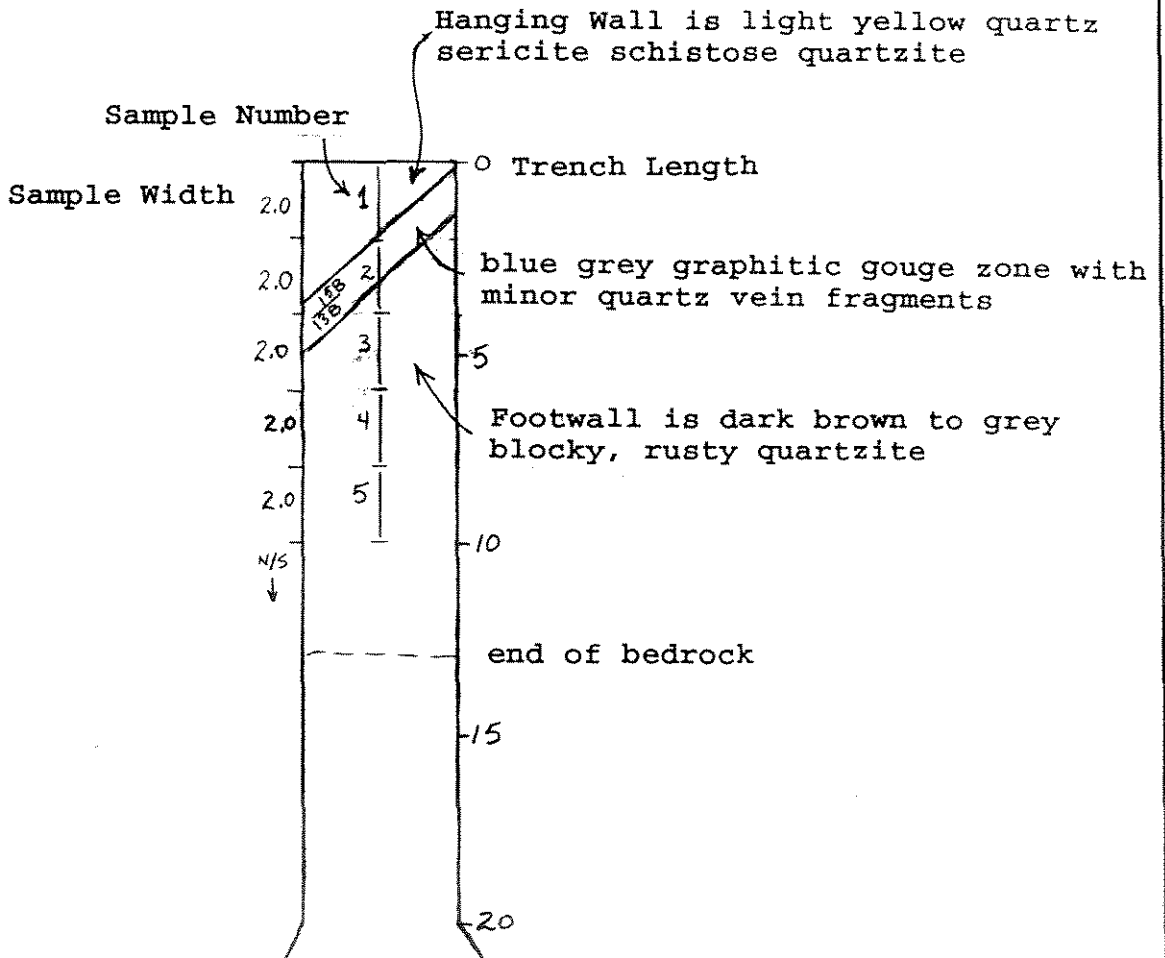 Hanging Wall is light yellow quartz
sericite schistose quartzite
Sample Number
0 Trench Length
Sample Width 2.0 1
2.0 2
blue grey graphitic gouge zone with
minor quartz vein fragments
13B
2.0 3
5
Footwall is dark brown to grey
blocky, rusty quartzite
2.0 4
2.0 5
10
N/S
end of bedrock
15
20